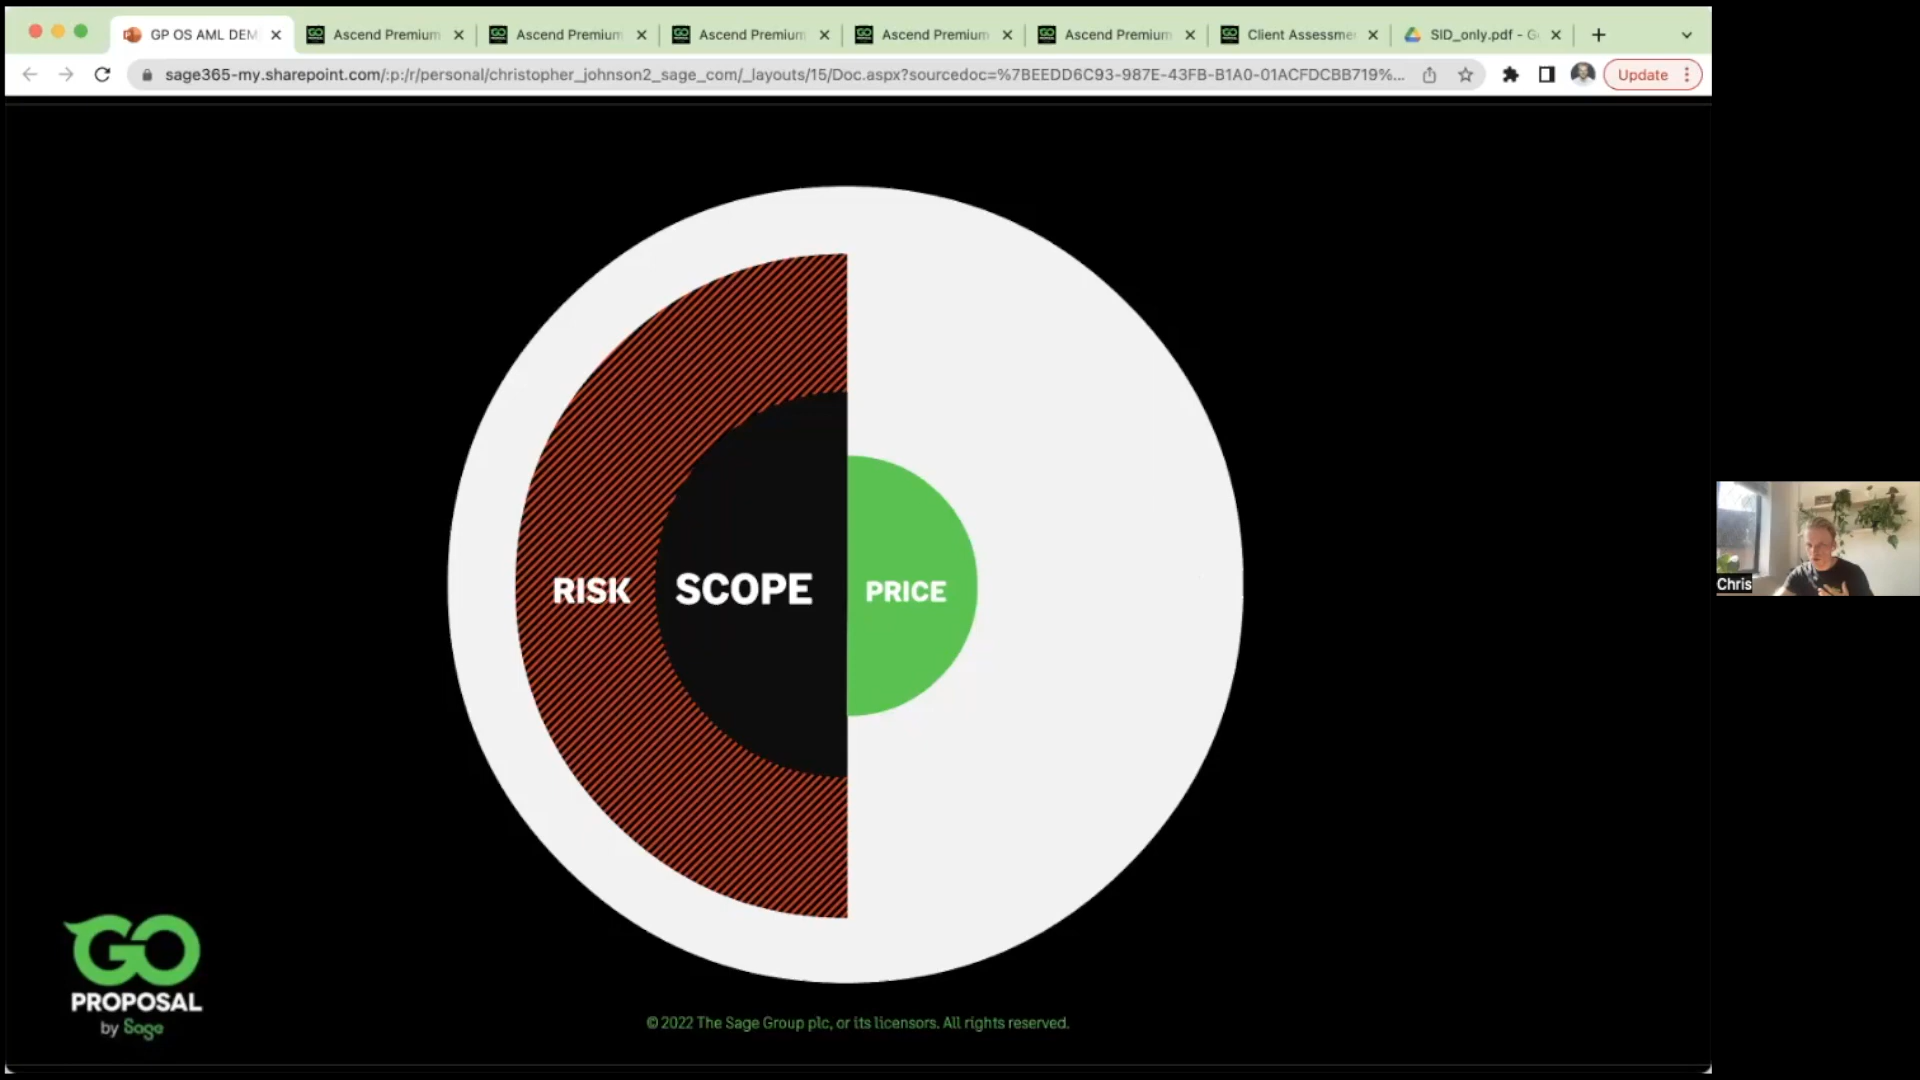 GP OS AML DEM
Ascend Premium
Ascend Premium
Ascend Premium
Ascend Premium
Ascend Premium
Client Assessme
SID_only.pdf - G
sage365-my.sharepoint.com/:p:/r/personal/christopher_johnson2_sage_com/_layouts/15/Doc.aspx?sourcedoc=%7BEEDD6C93-987E-43FB-B1A0-01ACFDCBB719%...
Update
RISK
SCOPE
PRICE
Chris
GO
PROPOSAL
by Sage
© 2022 The Sage Group plc, or its licensors. All rights reserved.